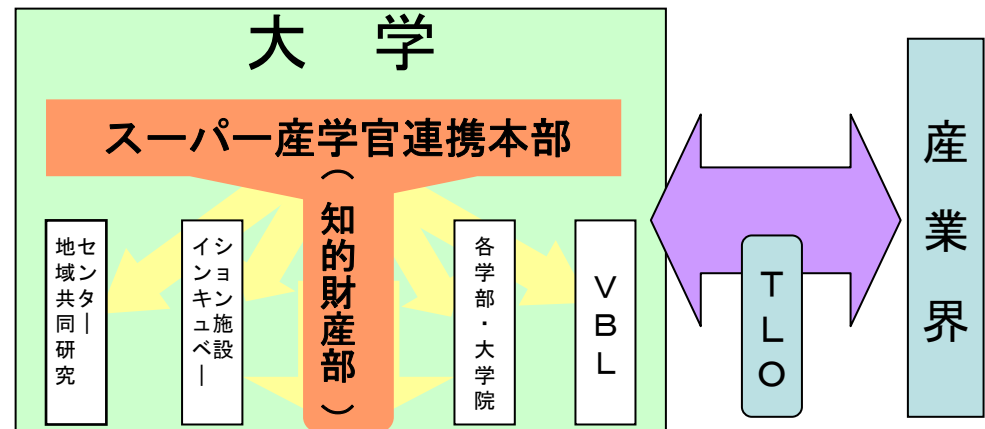 大　学
スーパー産学官連携本部
（知的財産部）
地域共同研究
センター
インキュベー
ション施設
各学部・大学院
ＶＢＬ
ＴＬＯ
産業界